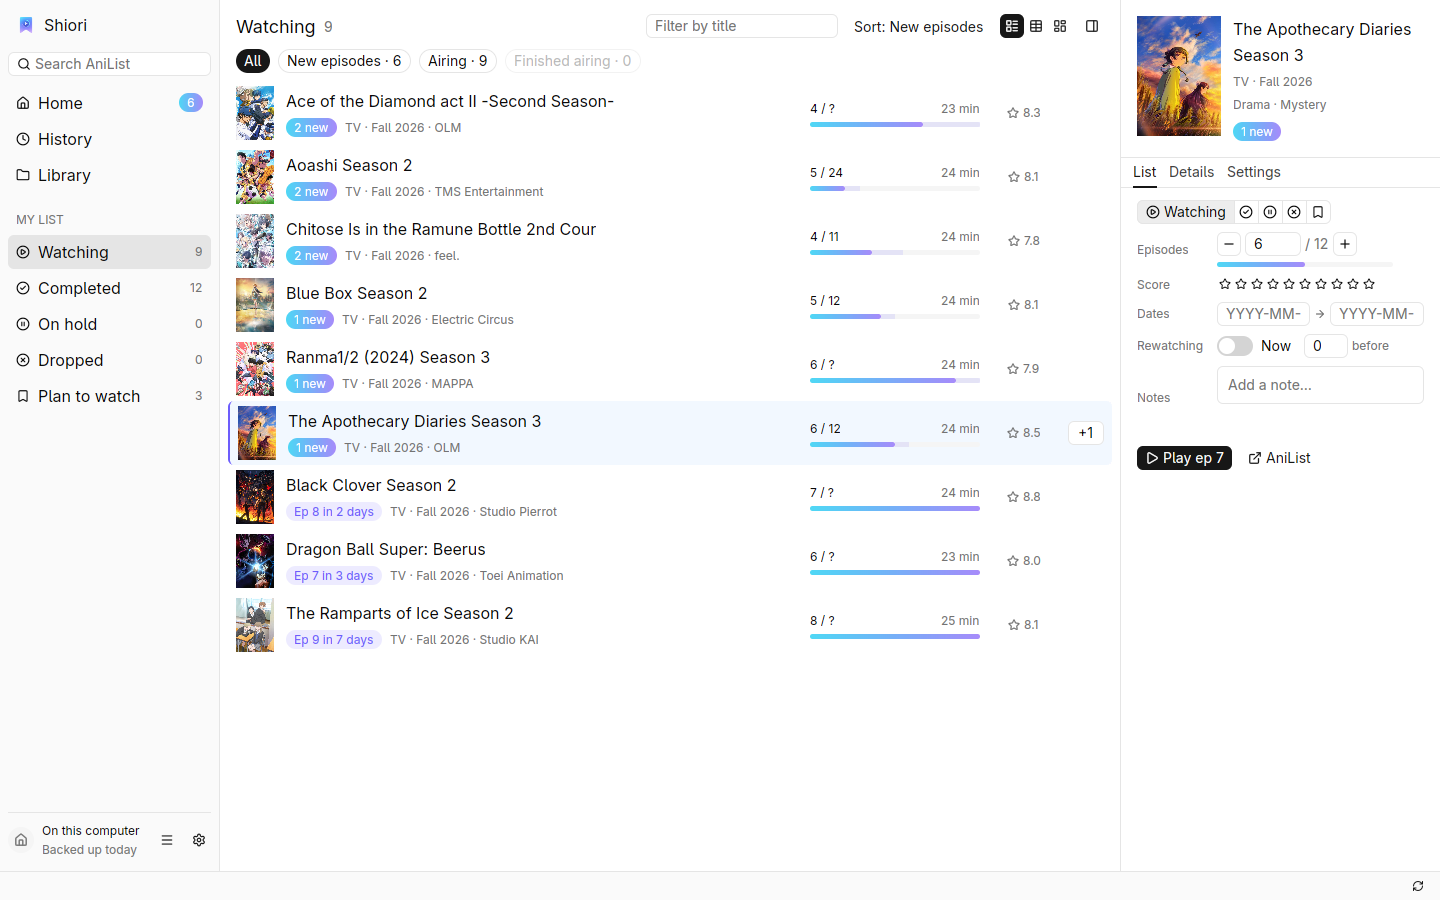 Shiori
Search AniList
Home 6
History
Library
MY LIST
Watching 9
Completed 12
On hold 0
Dropped 0
Plan to watch 3
On this computer
Backed up today
Watching 9
Filter by title
Sort: New episodes
All
New episodes · 6
Airing · 9
Finished airing · 0
Ace of the Diamond act II -Second Season-
2 new TV · Fall 2026 · OLM
4 / ? 23 min
8.3
Aoashi Season 2
2 new TV · Fall 2026 · TMS Entertainment
5 / 24 24 min
8.1
Chitose Is in the Ramune Bottle 2nd Cour
2 new TV · Fall 2026 · feel.
4 / 11 24 min
7.8
Blue Box Season 2
1 new TV · Fall 2026 · Electric Circus
5 / 12 24 min
8.1
Ranma1/2 (2024) Season 3
1 new TV · Fall 2026 · MAPPA
6 / ? 24 min
7.9
The Apothecary Diaries Season 3
1 new TV · Fall 2026 · OLM
6 / 12 24 min
8.5
+1
Black Clover Season 2
Ep 8 in 2 days TV · Fall 2026 · Studio Pierrot
7 / ? 24 min
8.8
Dragon Ball Super: Beerus
Ep 7 in 3 days TV · Fall 2026 · Toei Animation
6 / ? 23 min
8.0
The Ramparts of Ice Season 2
Ep 9 in 7 days TV · Fall 2026 · Studio KAI
8 / ? 25 min
8.1
The Apothecary Diaries
Season 3
TV · Fall 2026
Drama · Mystery
1 new
List Details Settings
Watching
Episodes 6 / 12
Score
Dates YYYY-MM- YYYY-MM-
Rewatching Now 0 before
Notes Add a note...
Play ep 7 AniList